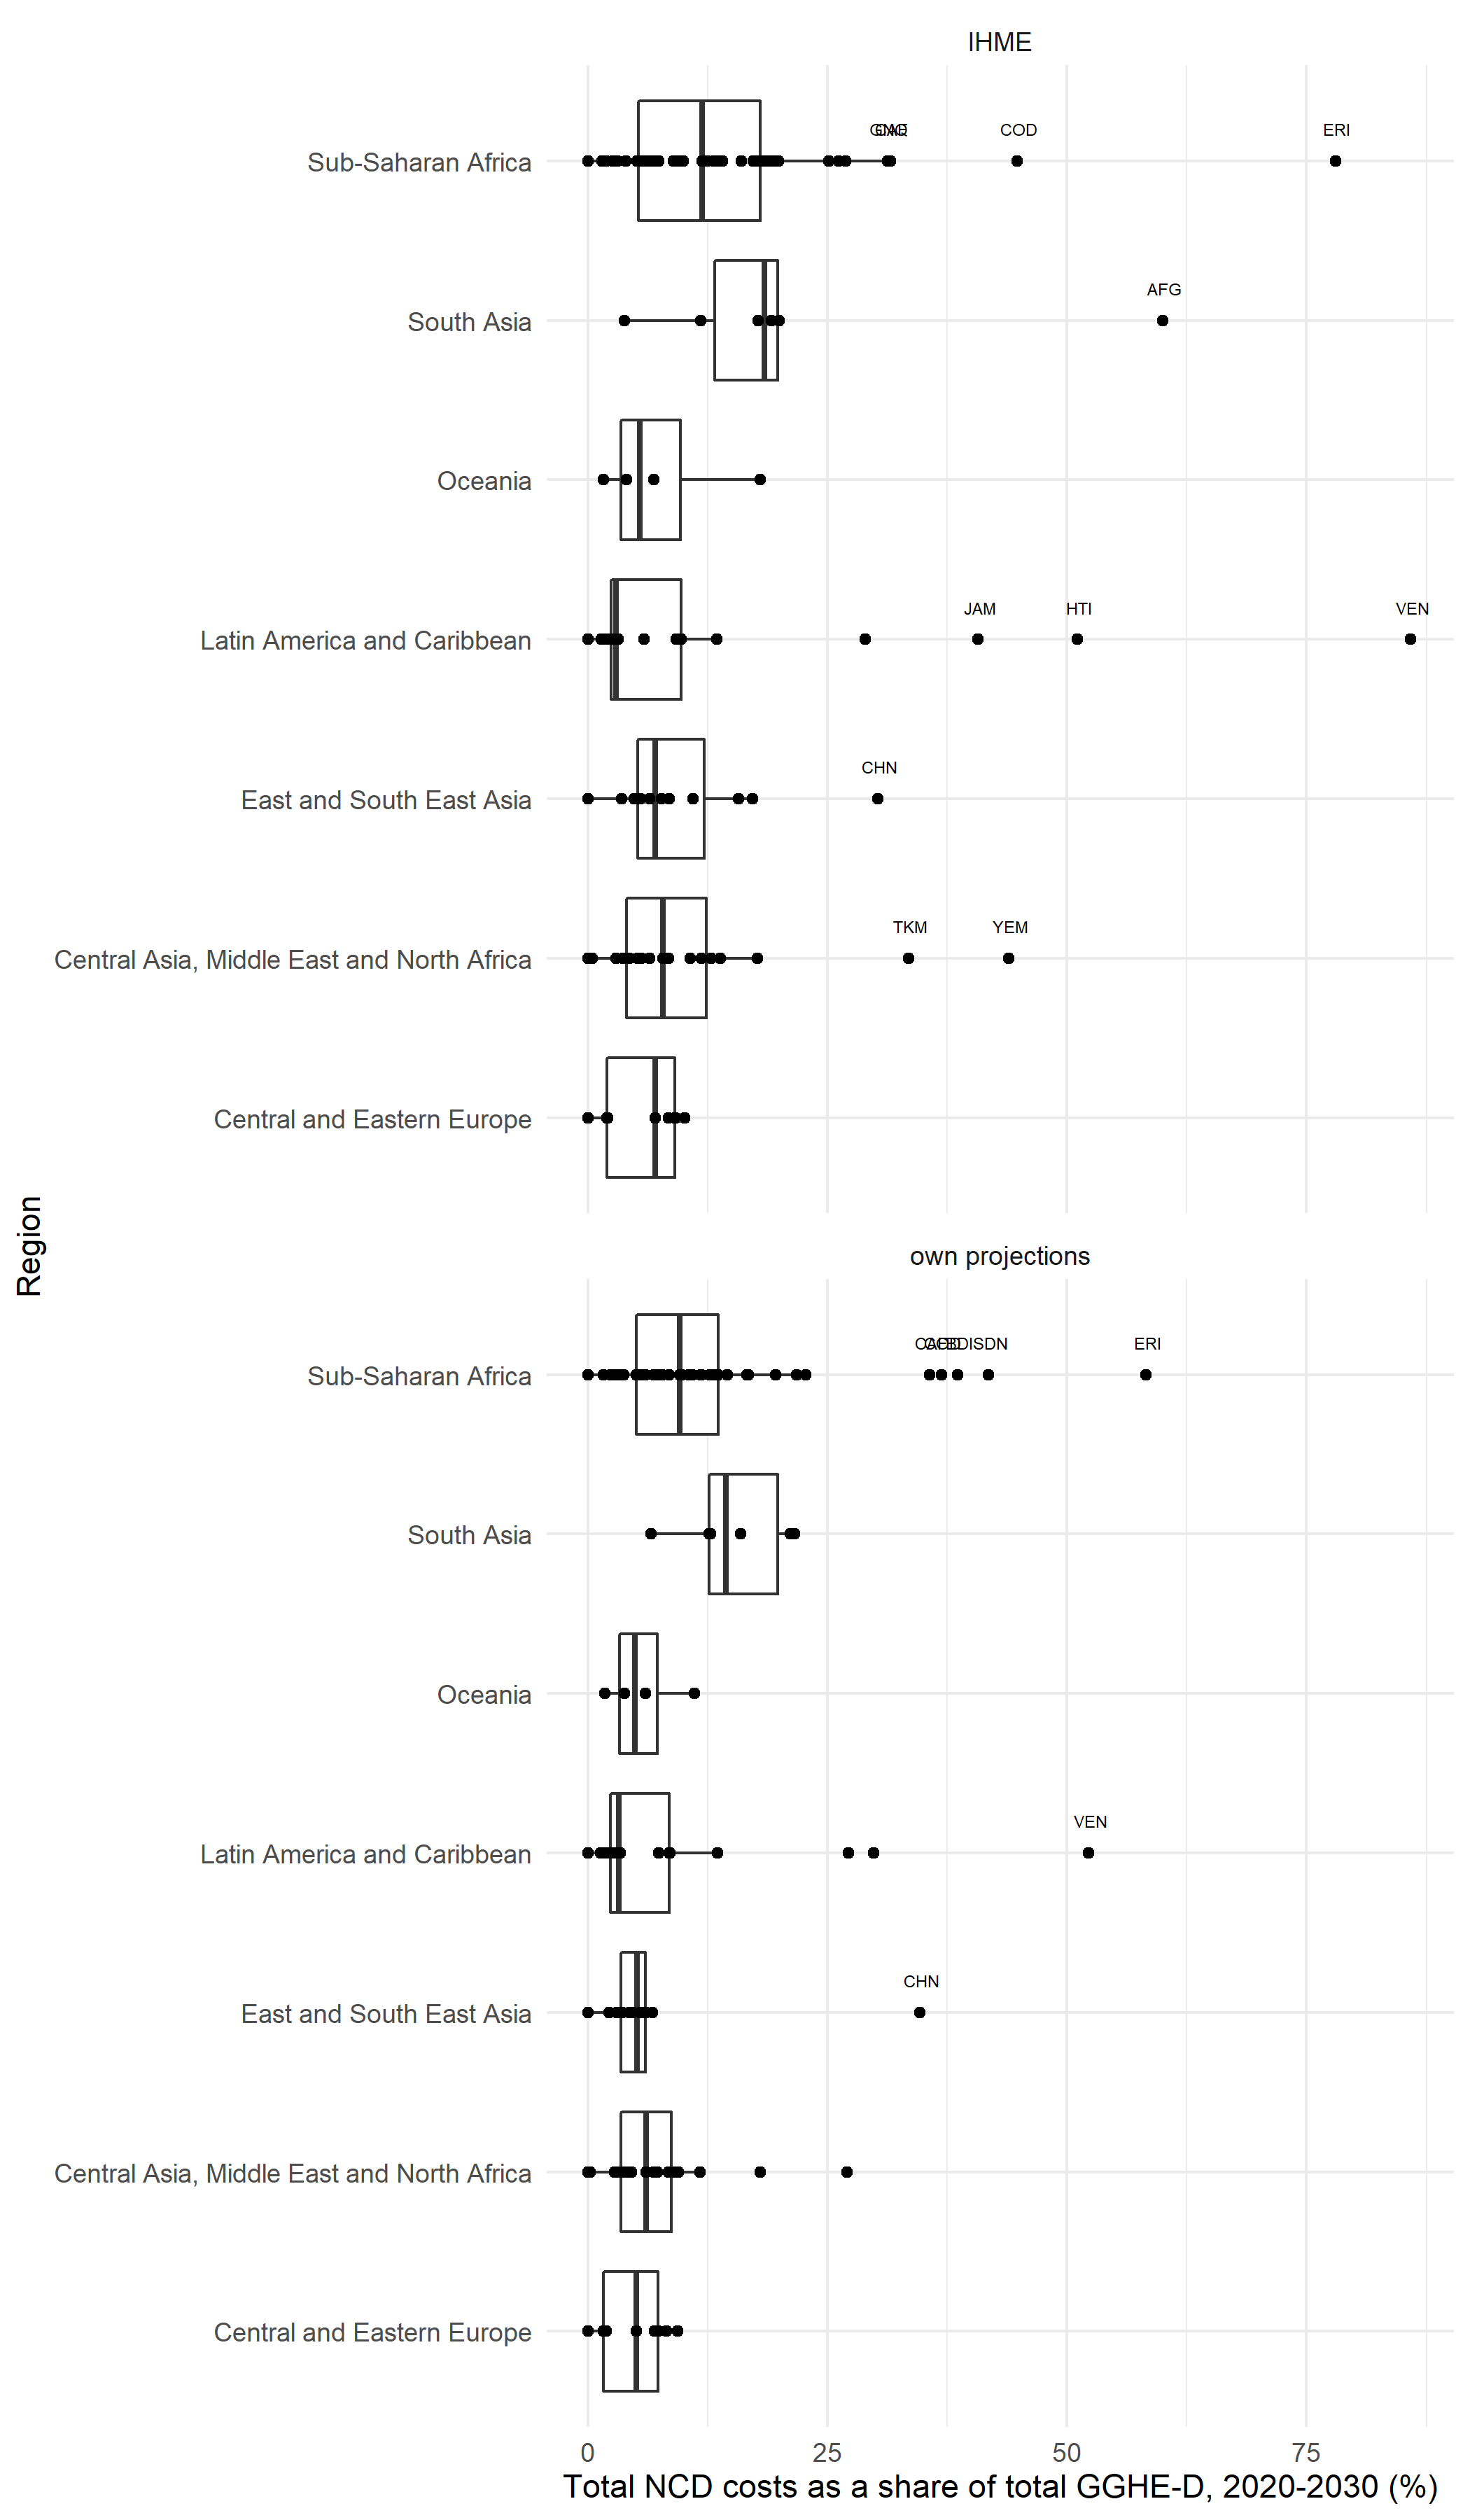 IHME
COD
ERI
Sub-Saharan Africa
AFG
South Asia
Oceania
JAM
HTI
VEN
Latin America and Caribbean
CHN
East and South East Asia
TKM
YEM
Central Asia, Middle East and North Africa
Central and Eastern Europe
Region
own projections
ERI
Sub-Saharan Africa
South Asia
Oceania
VEN
Latin America and Caribbean
CHN
East and South East Asia
Central Asia, Middle East and North Africa
Central and Eastern Europe
0 25 50 75
Total NCD costs as a share of total GGHE-D, 2020-2030 (%)